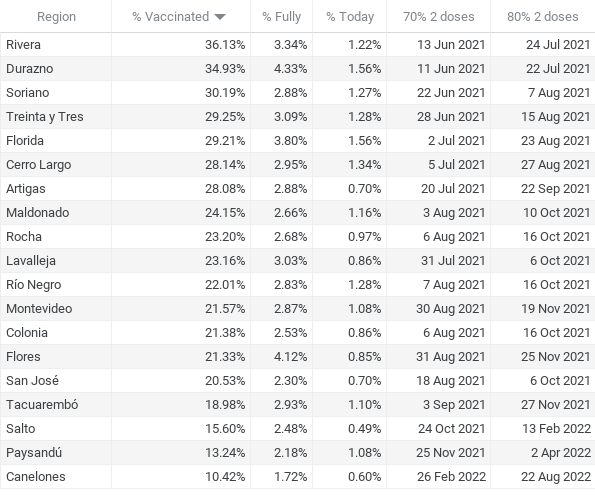 Region % Vaccinated % Fully % Today 70% 2 doses 80% 2 doses
Rivera 36.13% 3.34% 1.22% 13 Jun 2021 24 Jul 2021
Durazno 34.93% 4.33% 1.56% 11 Jun 2021 22 Jul 2021
Soriano 30.19% 2.88% 1.27% 22 Jun 2021 7 Aug 2021
Treinta y Tres 29.25% 3.09% 1.28% 28 Jun 2021 15 Aug 2021
Florida 29.21% 3.80% 1.56% 2 Jul 2021 23 Aug 2021
Cerro Largo 28.14% 2.95% 1.34% 5 Jul 2021 27 Aug 2021
Artigas 28.08% 2.88% 0.70% 20 Jul 2021 22 Sep 2021
Maldonado 24.15% 2.66% 1.16% 3 Aug 2021 10 Oct 2021
Rocha 23.20% 2.68% 0.97% 6 Aug 2021 16 Oct 2021
Lavalleja 23.16% 3.03% 0.86% 31 Jul 2021 6 Oct 2021
Río Negro 22.01% 2.83% 1.28% 7 Aug 2021 16 Oct 2021
Montevideo 21.57% 2.87% 1.08% 30 Aug 2021 19 Nov 2021
Colonia 21.38% 2.53% 0.86% 6 Aug 2021 16 Oct 2021
Flores 21.33% 4.12% 0.85% 31 Aug 2021 25 Nov 2021
San José 20.53% 2.30% 0.70% 18 Aug 2021 6 Oct 2021
Tacuarembó 18.98% 2.93% 1.10% 3 Sep 2021 27 Nov 2021
Salto 15.60% 2.48% 0.49% 24 Oct 2021 13 Feb 2022
Paysandú 13.24% 2.18% 1.08% 25 Nov 2021 2 Apr 2022
Canelones 10.42% 1.72% 0.60% 26 Feb 2022 22 Aug 2022